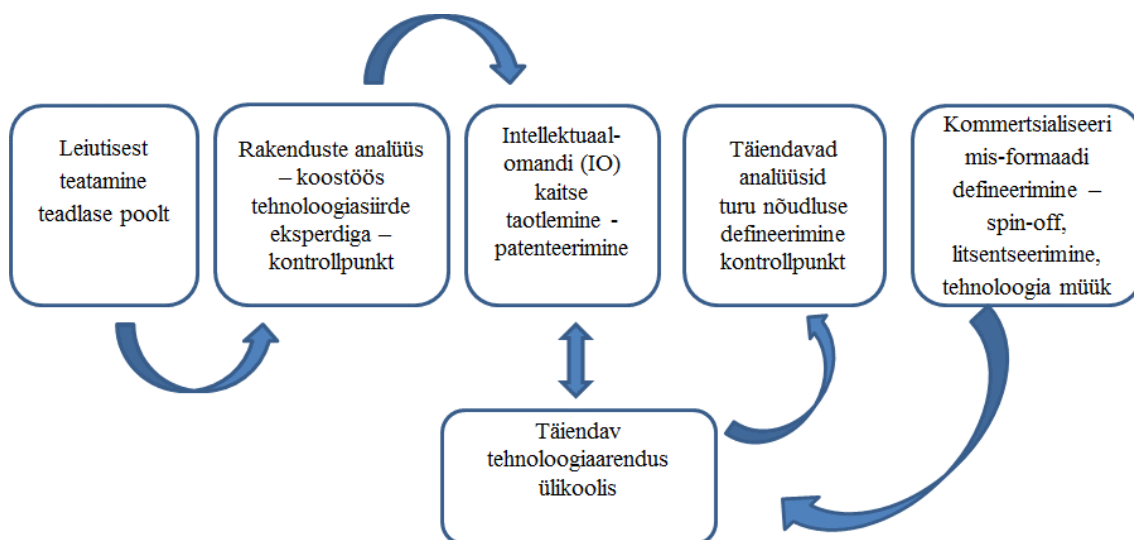 Leiutisest
teatamine
teadlase poolt
Rakenduste analüüs
– koostöös
tehnoloogiasiirde
eksperdiga –
kontrollpunkt
Intellektuaal-
omandi (IO)
kaitse
taotlemine -
patenteerimine
Täiendavad
analüüsid
turu nõudluse
defineerimine
kontrollpunkt
Kommertsialiseeri
mis-formaadi
defineerimine –
spin-off,
litsentseerimine,
tehnoloogia müük
Täiendav
tehnoloogiaarendus
ülikoolis